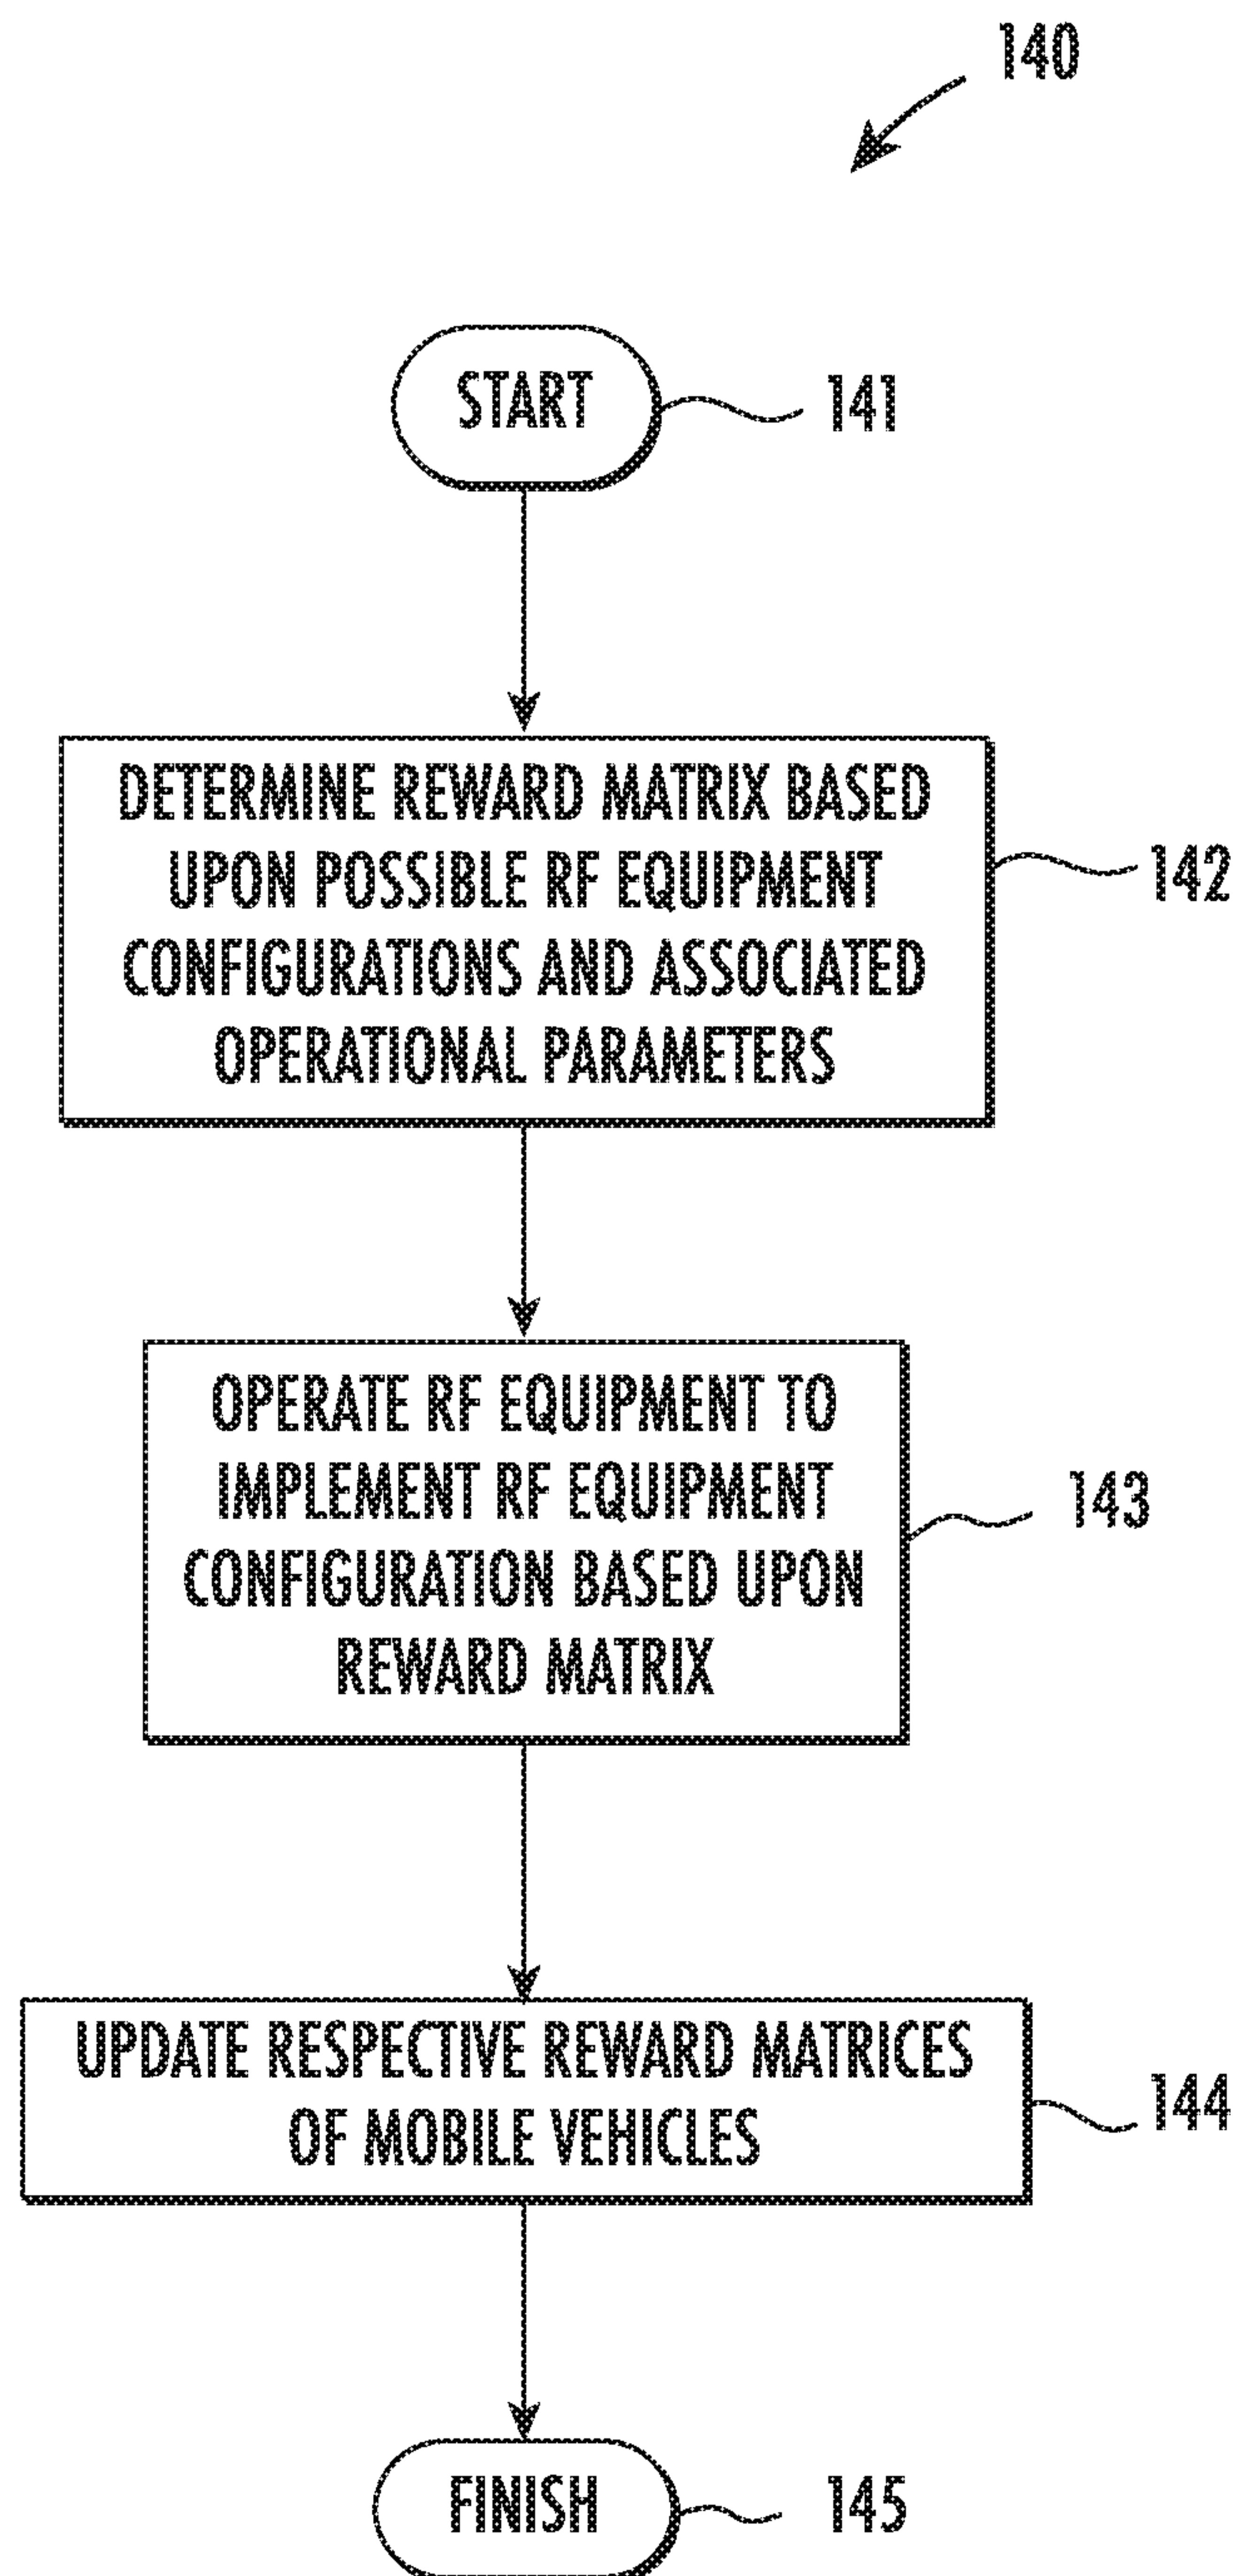 140
START
141
DETERMINE REWARD MATRIX BASED
UPON POSSIBLE RF EQUIPMENT
CONFIGURATIONS AND ASSOCIATED
OPERATIONAL PARAMETERS
142
OPERATE RF EQUIPMENT TO
IMPLEMENT RF EQUIPMENT
CONFIGURATION BASED UPON
REWARD MATRIX
143
UPDATE RESPECTIVE REWARD MATRICES
OF MOBILE VEHICLES
144
FINISH
145